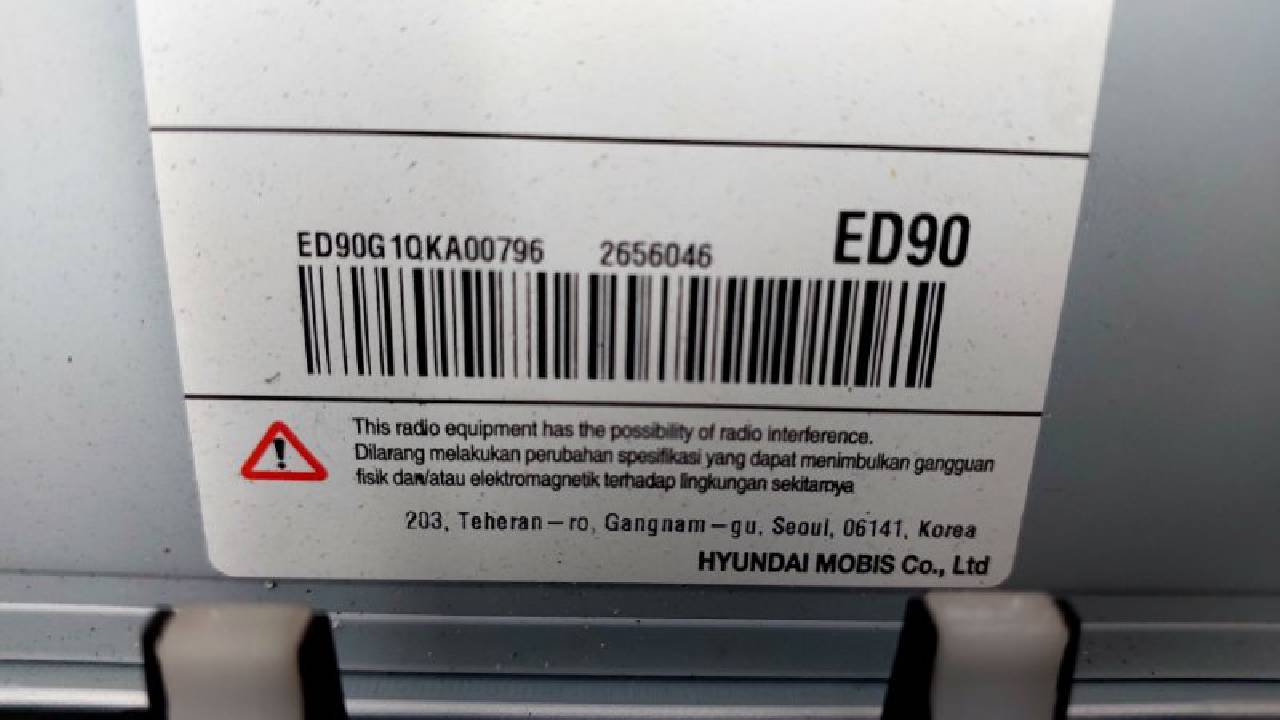 ED90
ED90G1QKA00796 2656046
This radio equipment has the possibility of radio interference.
Dilarang melakukan perubahan spesifikasi yang dapat menimbulkan gangguan
fisik dan/atau elektromagnetik terhadap lingkungan sekitarnya
203, Teheran-ro, Gangnam-gu, Seoul, 06141, Korea
HYUNDAI MOBIS Co., Ltd